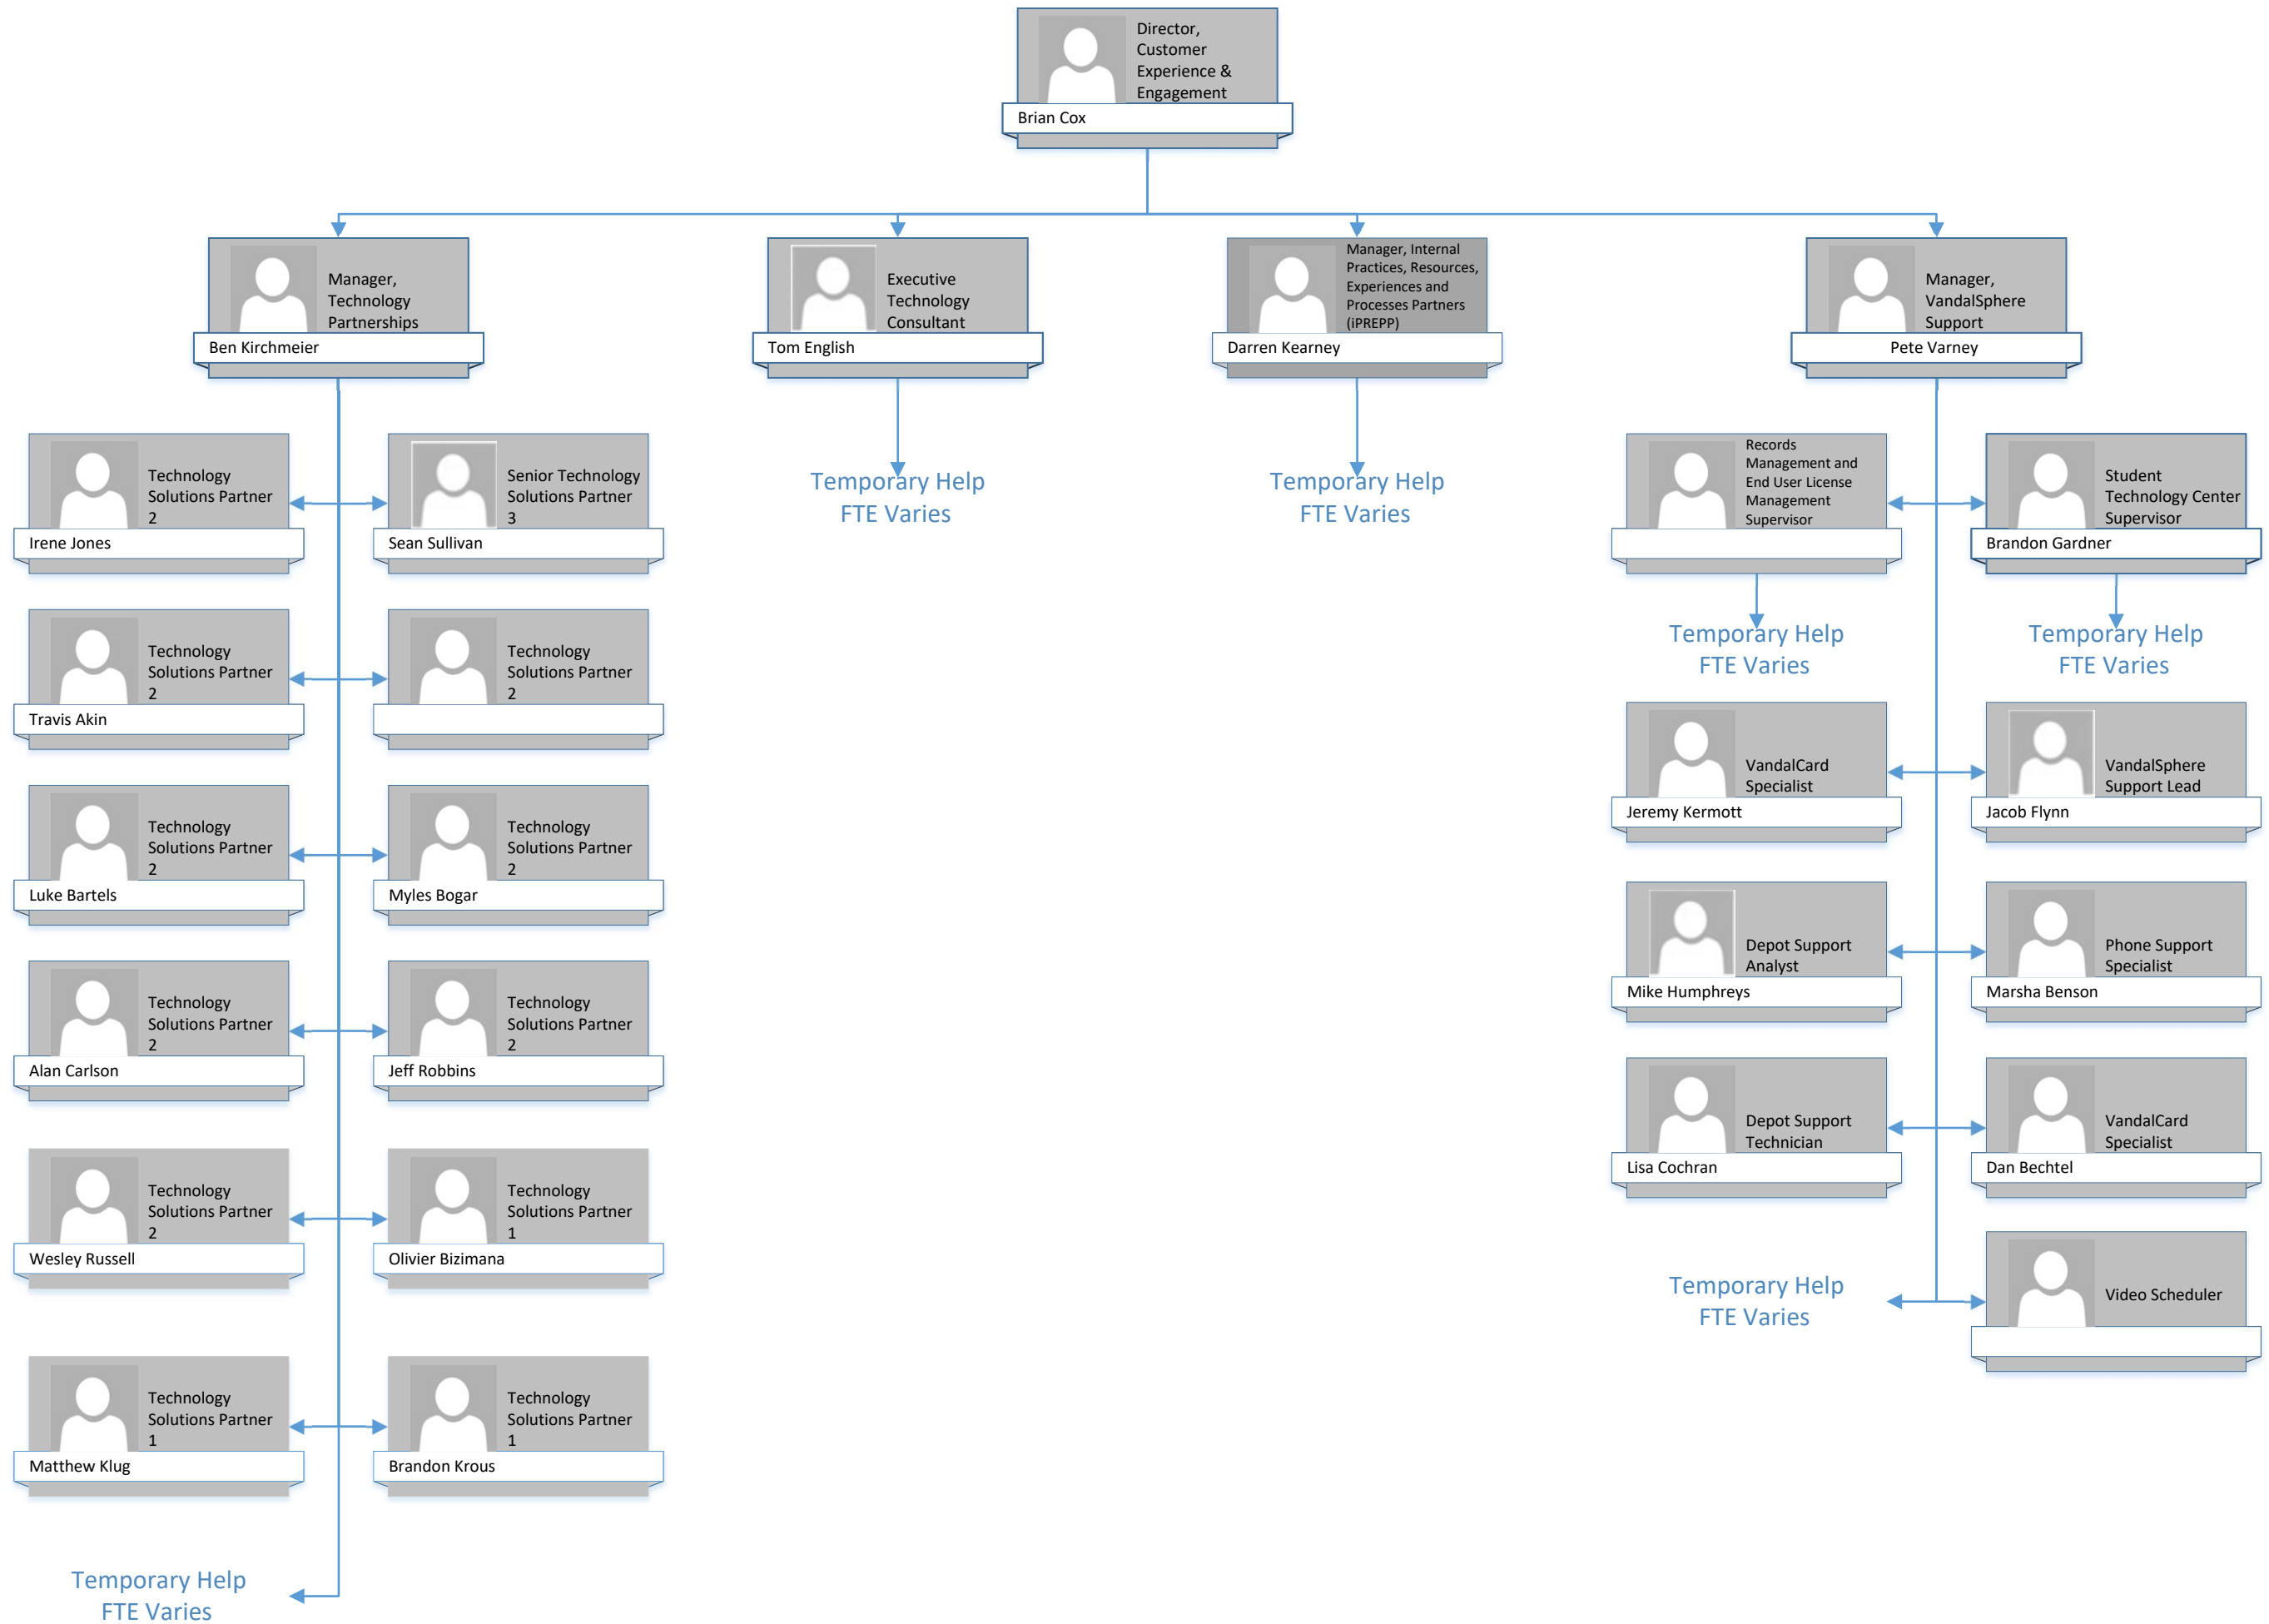 Director,
Customer
Experience &
Engagement
Brian Cox
Manager,
Technology
Partnerships
Ben Kirchmeier
Executive
Technology
Consultant
Tom English
Manager, Internal
Practices, Resources,
Experiences and
Processes Partners
(iPREPP)
Darren Kearney
Manager,
VandalSphere
Support
Pete Varney
Technology
Solutions Partner
2
Irene Jones
Senior Technology
Solutions Partner
3
Sean Sullivan
Temporary Help
FTE Varies
Temporary Help
FTE Varies
Records
Management and
End User License
Management
Supervisor
Student
Technology Center
Supervisor
Brandon Gardner
Temporary Help
FTE Varies
Temporary Help
FTE Varies
Technology
Solutions Partner
2
Travis Akin
Technology
Solutions Partner
2
VandalCard
Specialist
Jeremy Kermott
VandalSphere
Support Lead
Jacob Flynn
Technology
Solutions Partner
2
Luke Bartels
Technology
Solutions Partner
2
Myles Bogar
Depot Support
Analyst
Mike Humphreys
Phone Support
Specialist
Marsha Benson
Technology
Solutions Partner
2
Alan Carlson
Technology
Solutions Partner
2
Jeff Robbins
Depot Support
Technician
Lisa Cochran
VandalCard
Specialist
Dan Bechtel
Technology
Solutions Partner
2
Wesley Russell
Technology
Solutions Partner
1
Olivier Bizimana
Temporary Help
FTE Varies
Video Scheduler
Technology
Solutions Partner
1
Matthew Klug
Technology
Solutions Partner
1
Brandon Krous
Temporary Help
FTE Varies